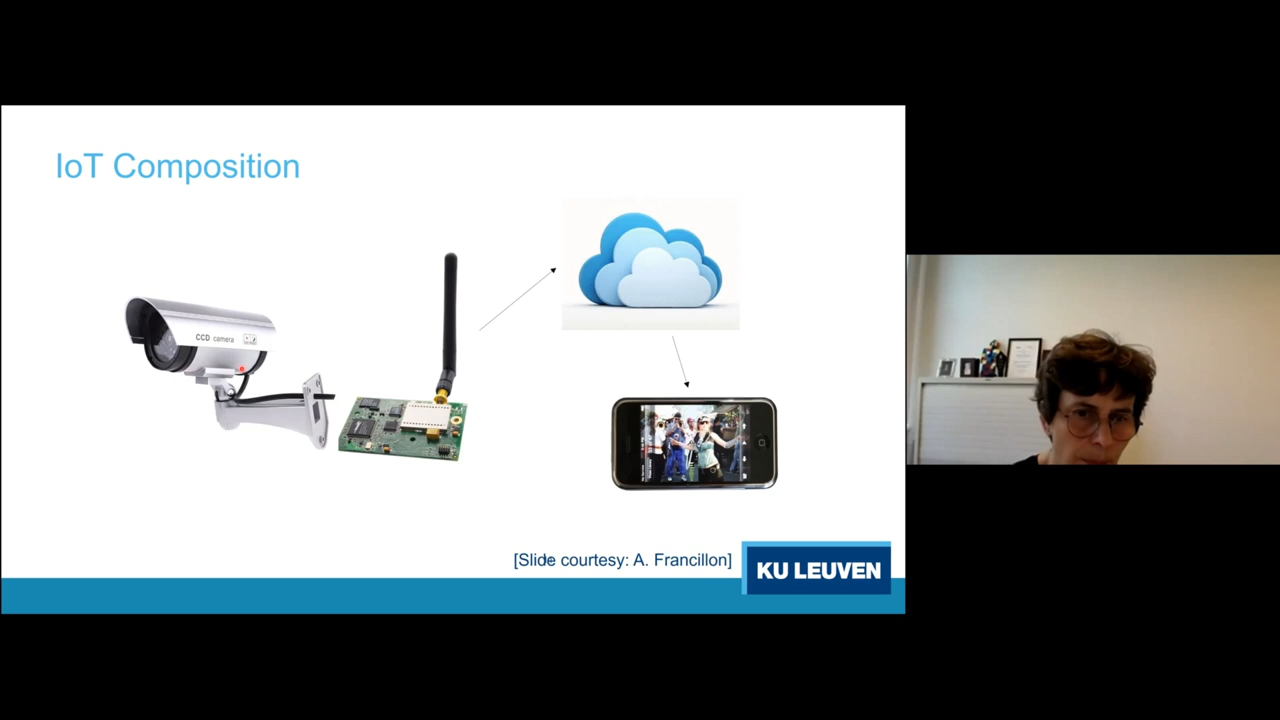 IoT Composition
CCD camera
[Slide courtesy: A. Francillon]
KU LEUVEN